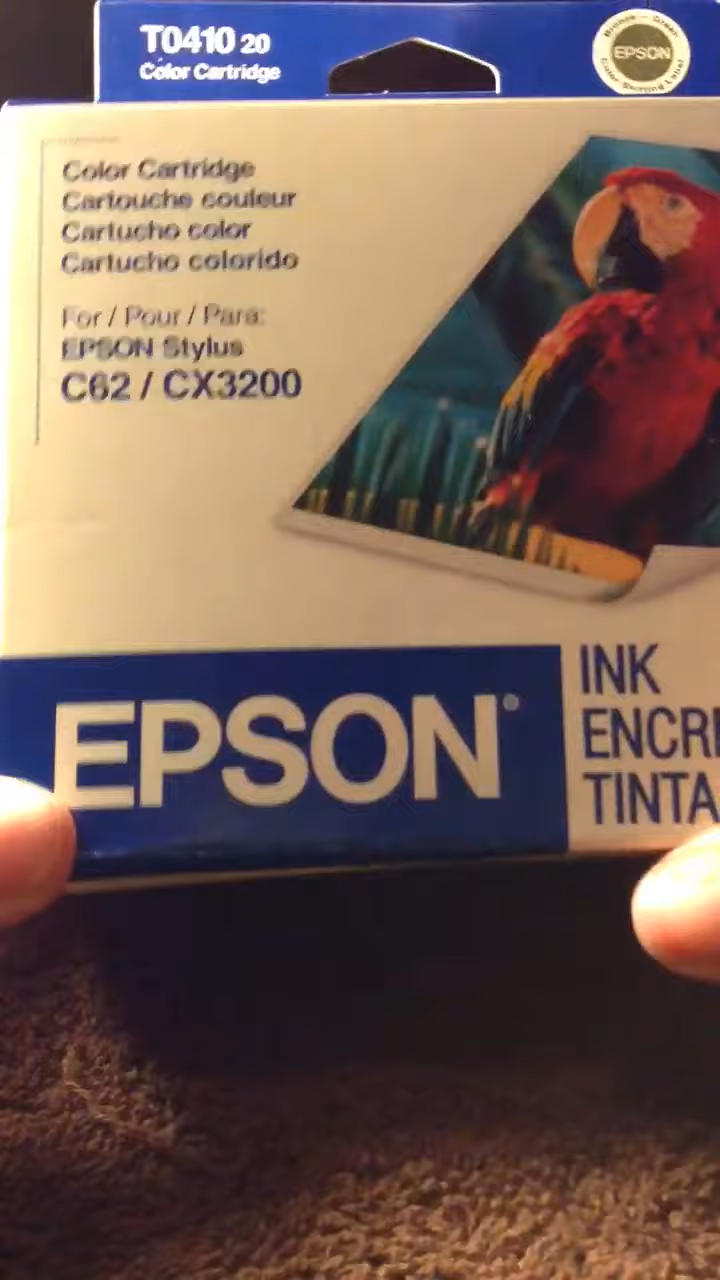 T0410 20
Color Cartridge
EPSON
Color Cartridge
Cartouche couleur
Cartucho color
Cartucho colorido
For / Pour / Para:
EPSON Stylus
C62 / CX3200
EPSON®
INK
ENCR
TINTA